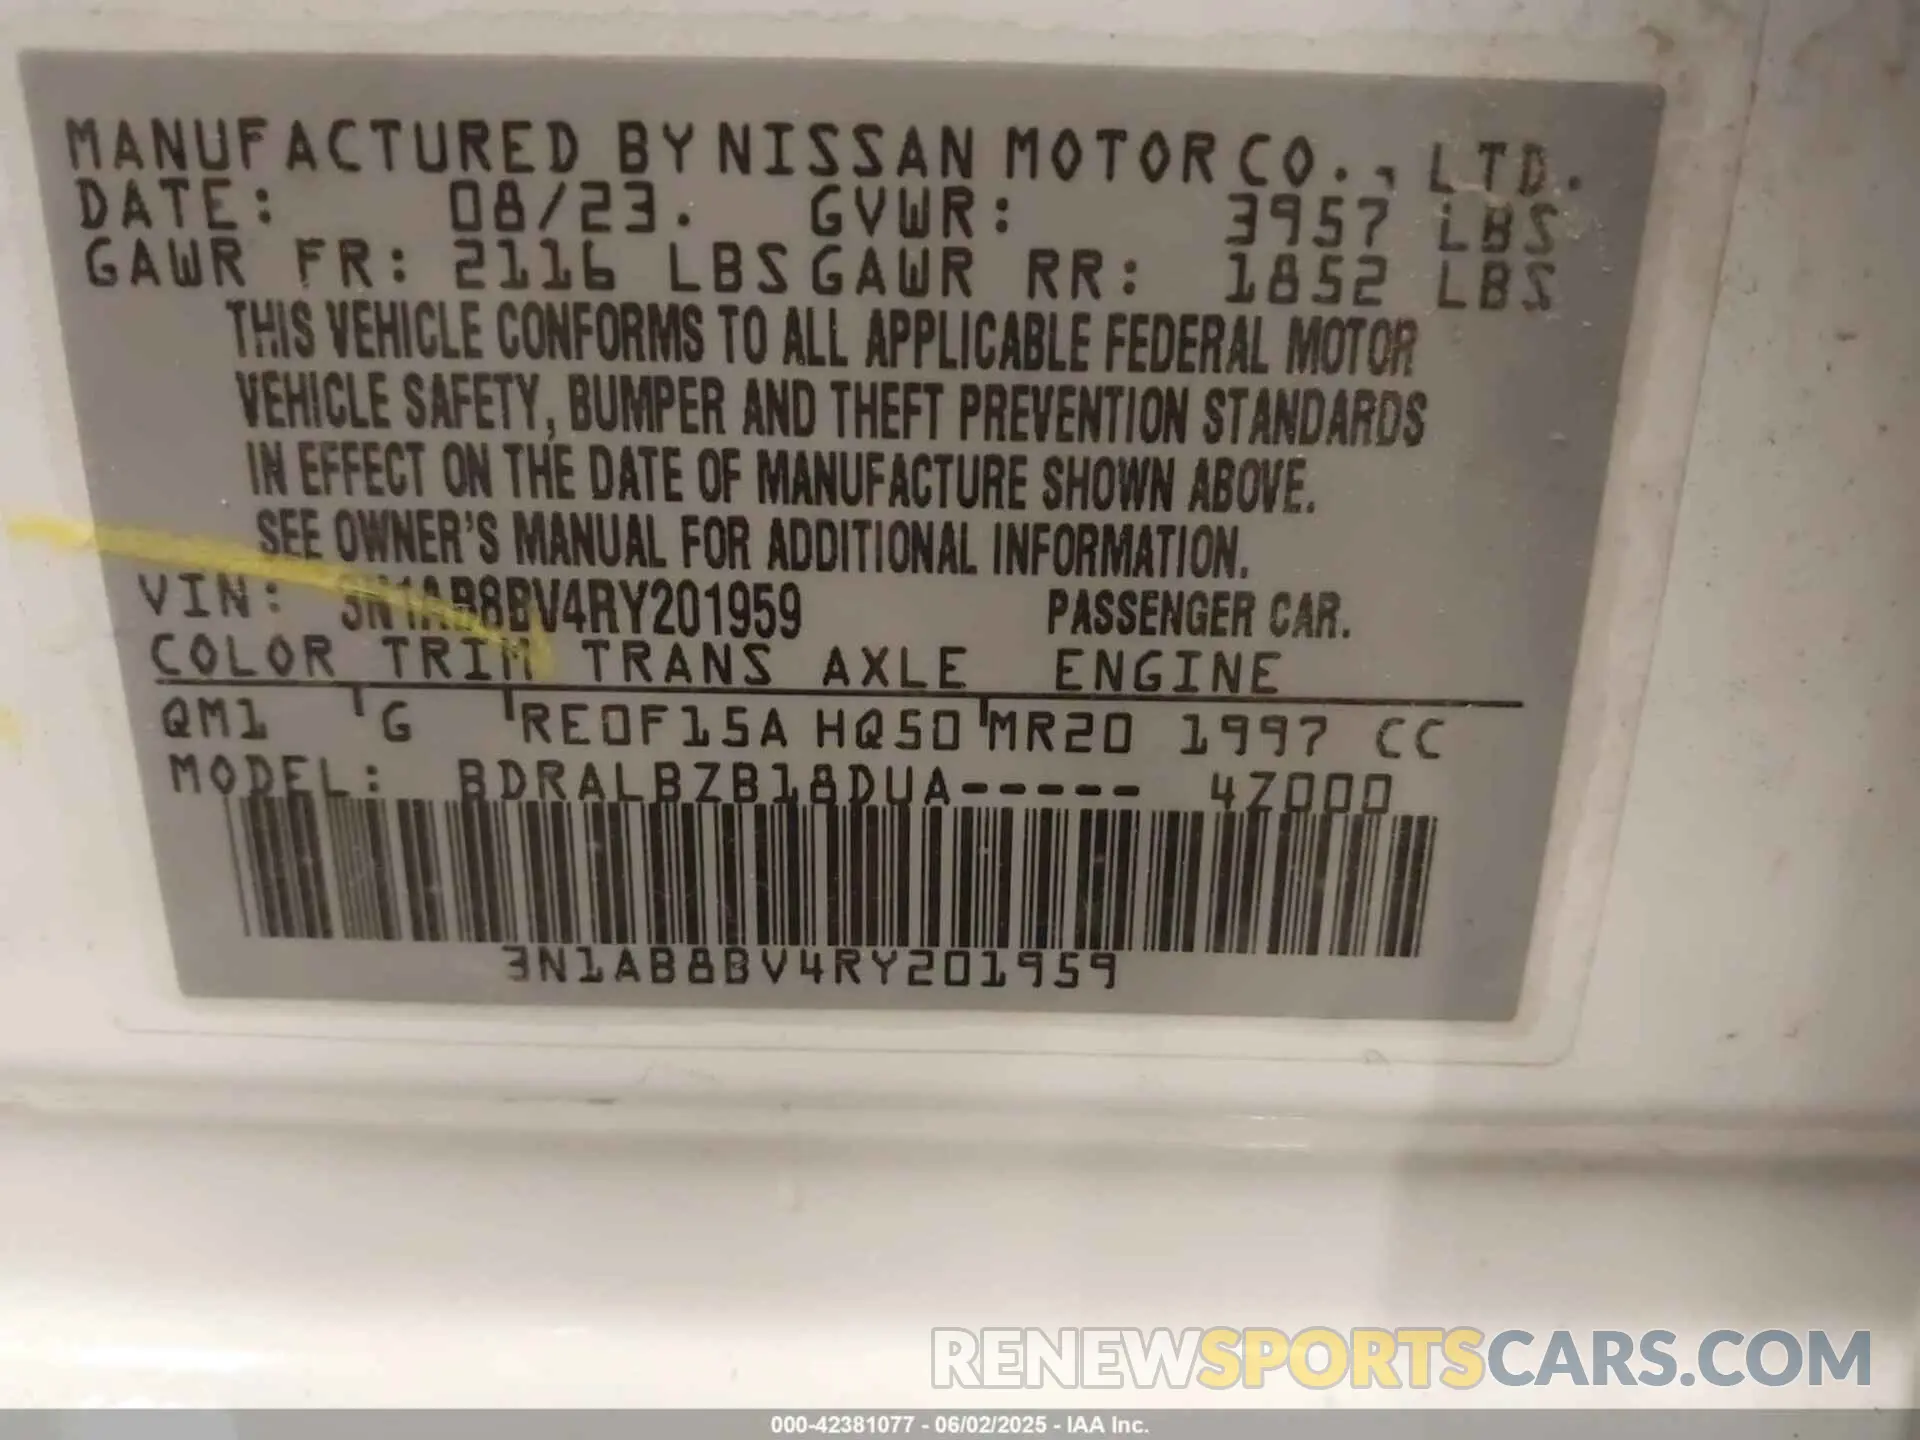 MANUFACTURED BY NISSAN MOTOR CO., LTD.
DATE: 08/23. GVWR: 3957 LBS
GAWR FR: 2116 LBS GAWR RR: 1852 LBS
THIS VEHICLE CONFORMS TO ALL APPLICABLE FEDERAL MOTOR
VEHICLE SAFETY, BUMPER AND THEFT PREVENTION STANDARDS
IN EFFECT ON THE DATE OF MANUFACTURE SHOWN ABOVE.
SEE OWNER'S MANUAL FOR ADDITIONAL INFORMATION.
VIN: 3N1AB8BV4RY201959 PASSENGER CAR.
COLOR TRIM TRANS AXLE ENGINE
QM1 G RE0F15A HQ50 MR20 1997 CC
MODEL: BDRALBZB18DUA----- 4Z000
3N1AB8BV4RY201959
RENEWSPORTSCARS.COM
000-42381077 - 06/02/2025 - IAA Inc.